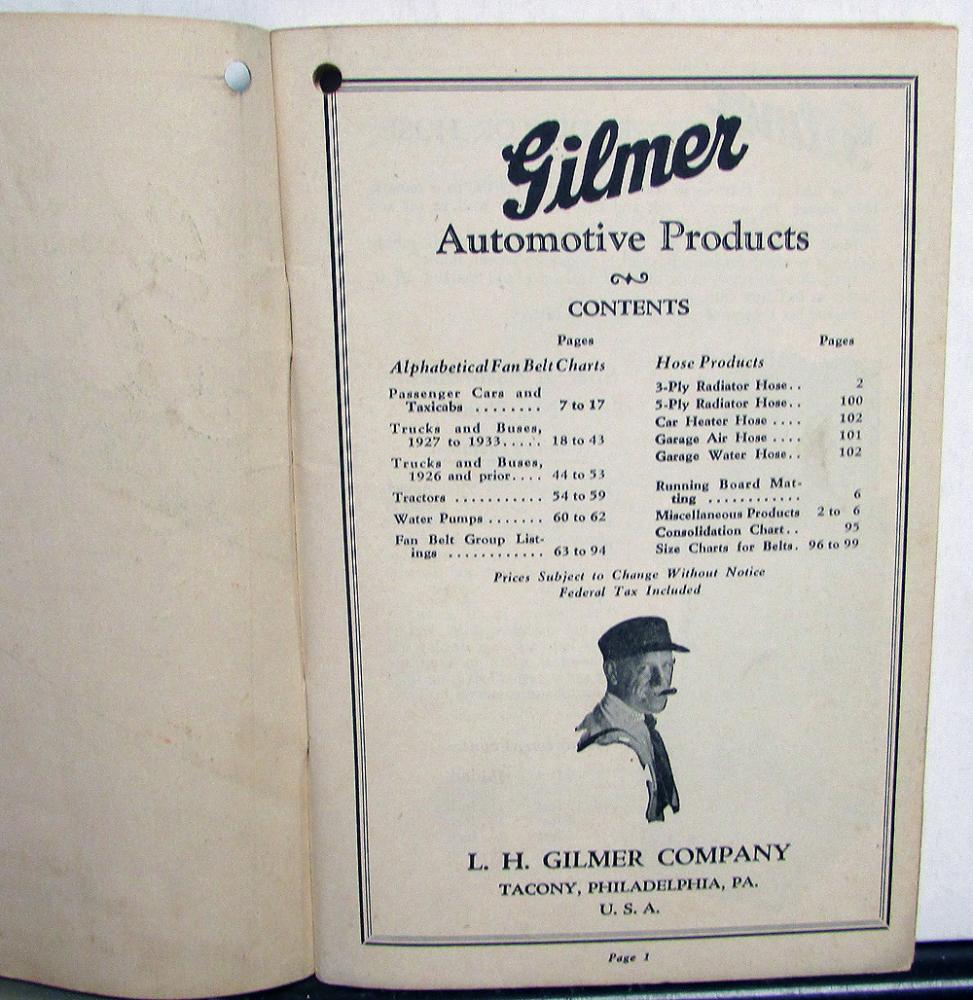 Gilmer
Automotive Products
CONTENTS
Pages
Alphabetical Fan Belt Charts
Passenger Cars and
Taxicabs ........ 7 to 17
Trucks and Buses,
1927 to 1933..... 18 to 43
Trucks and Buses,
1926 and prior.... 44 to 53
Tractors ........... 54 to 59
Water Pumps ....... 60 to 62
Fan Belt Group List-
ings ............ 63 to 94
Pages
Hose Products
3-Ply Radiator Hose.. 2
5-Ply Radiator Hose.. 100
Car Heater Hose .... 102
Garage Air Hose .... 101
Garage Water Hose.. 102
Running Board Mat-
ting ............ 6
Miscellaneous Products 2 to 6
Consolidation Chart.. 95
Size Charts for Belts. 96 to 99
Prices Subject to Change Without Notice
Federal Tax Included
L. H. GILMER COMPANY
TACONY, PHILADELPHIA, PA.
U. S. A.
Page 1